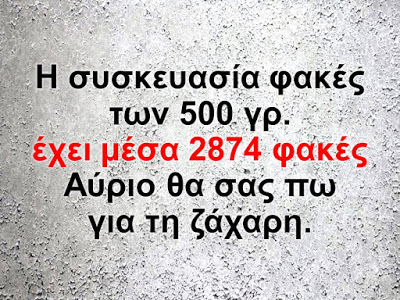 Η συσκευασία φακές
των 500 γρ.
έχει μέσα 2874 φακές
Αύριο θα σας πω
για τη ζάχαρη.